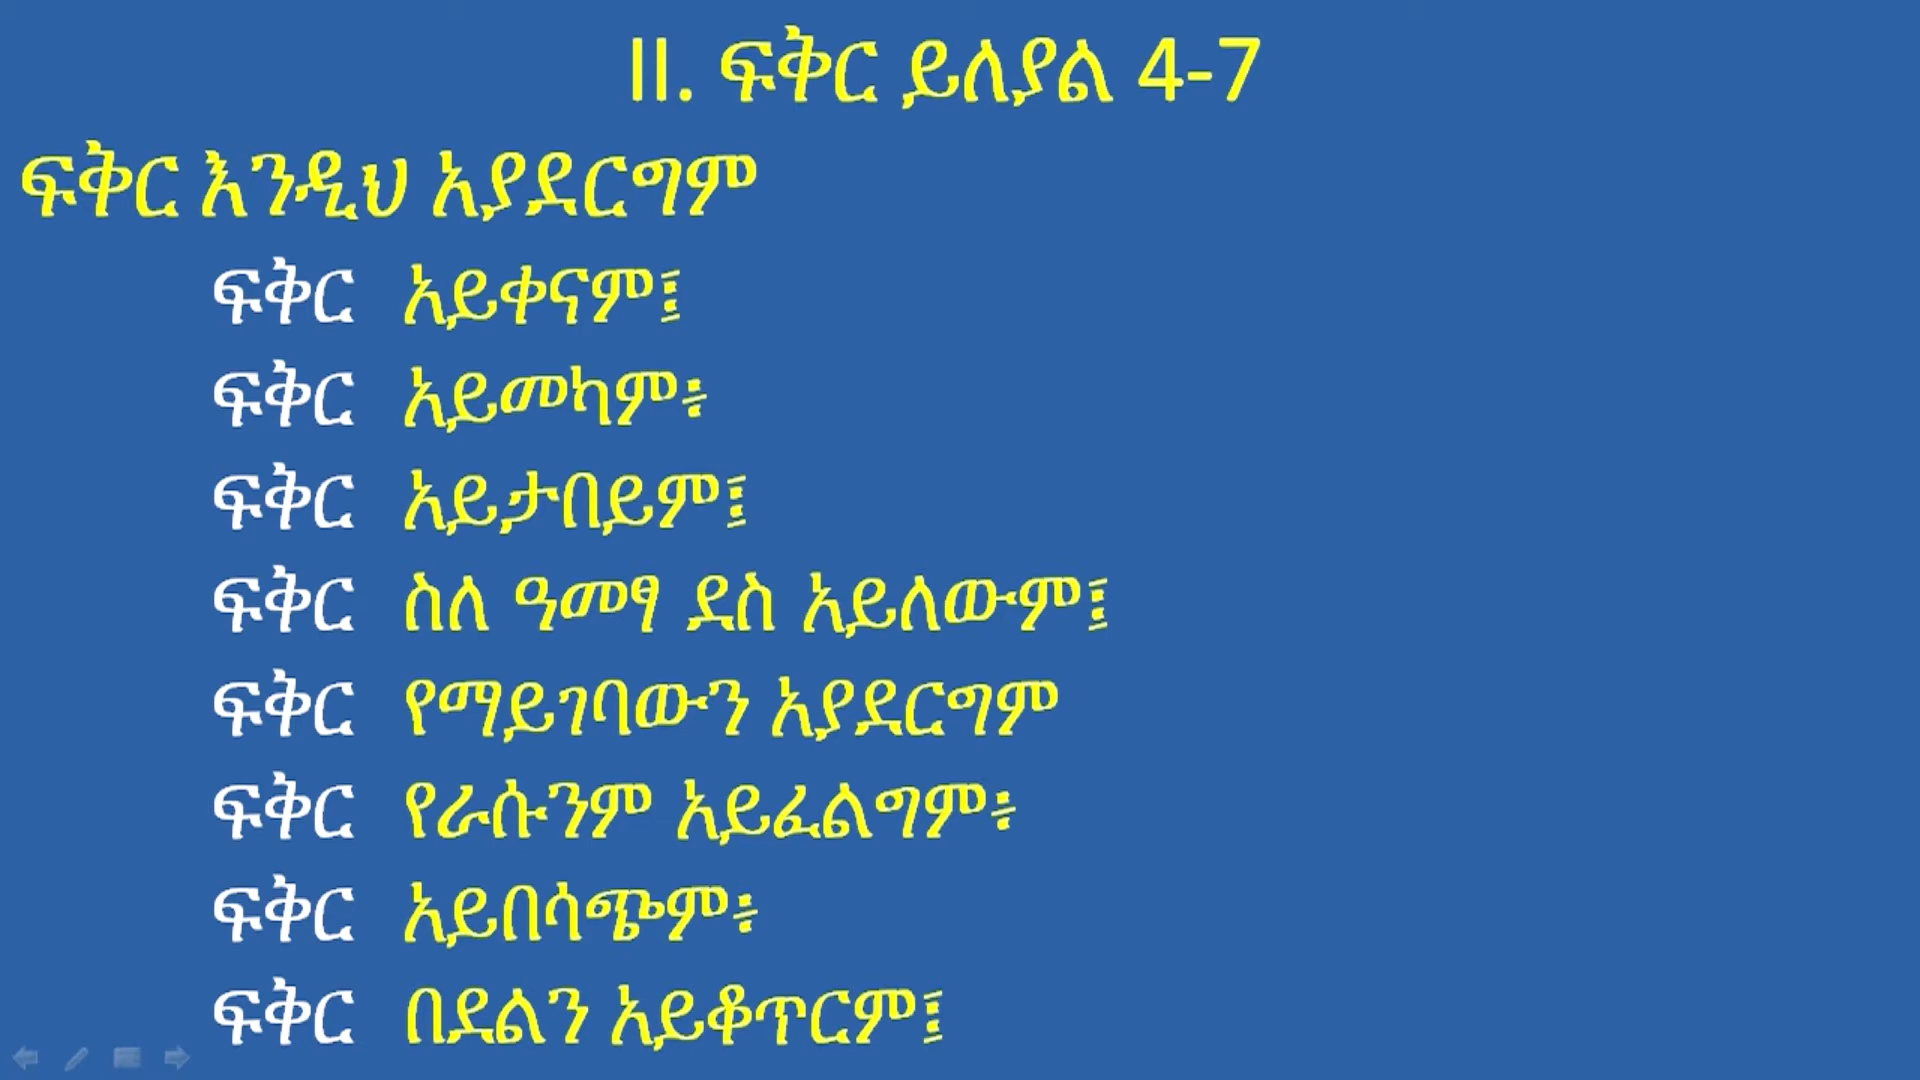 II. ፍቅር ይለያል 4-7
ፍቅር እንዲህ አያደርግም
ፍቅር አይቀናም፤
ፍቅር አይመካም፥
ፍቅር አይታበይም፤
ፍቅር ስለ ዓመፃ ደስ አይለውም፤
ፍቅር የማይገባውን አያደርግም
ፍቅር የራሱንም አይፈልግም፥
ፍቅር አይበሳጭም፥
ፍቅር በደልን አይቆጥርም፤